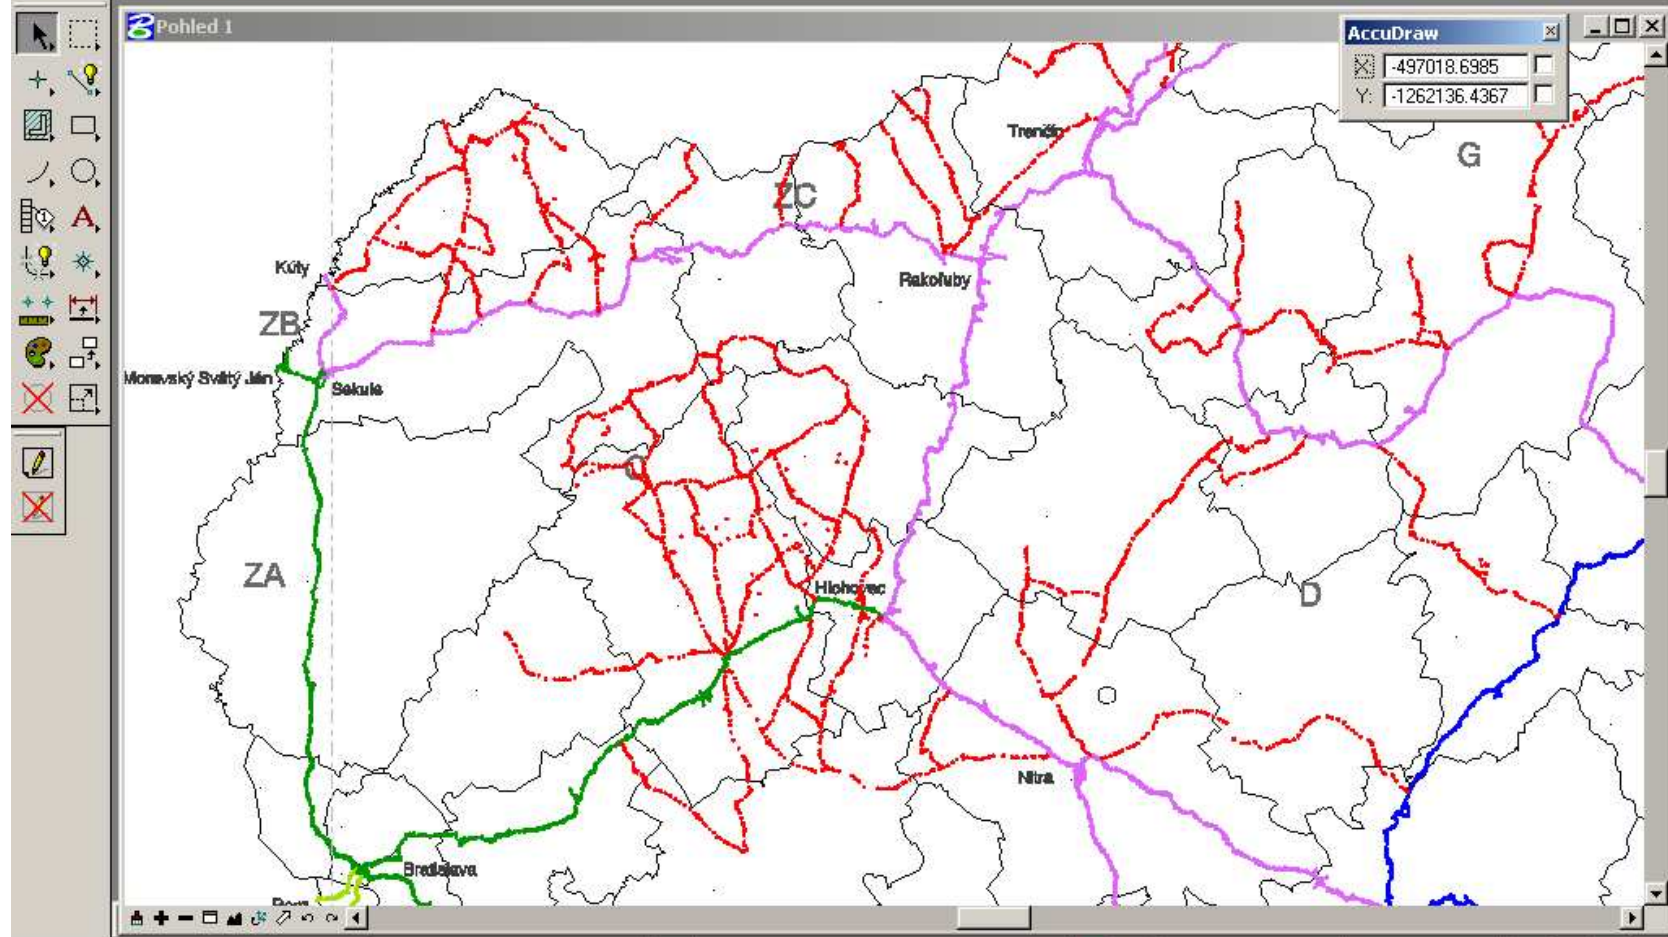 Pohled 1
AccuDraw
X: -497018.6985
Y: -1262136.4367
Trenčín
G
ZC
Kúty
Rakoľuby
ZB
Moravský Svätý Ján
Sekule
ZA
Hlohovec
D
Nitra
Bratislava